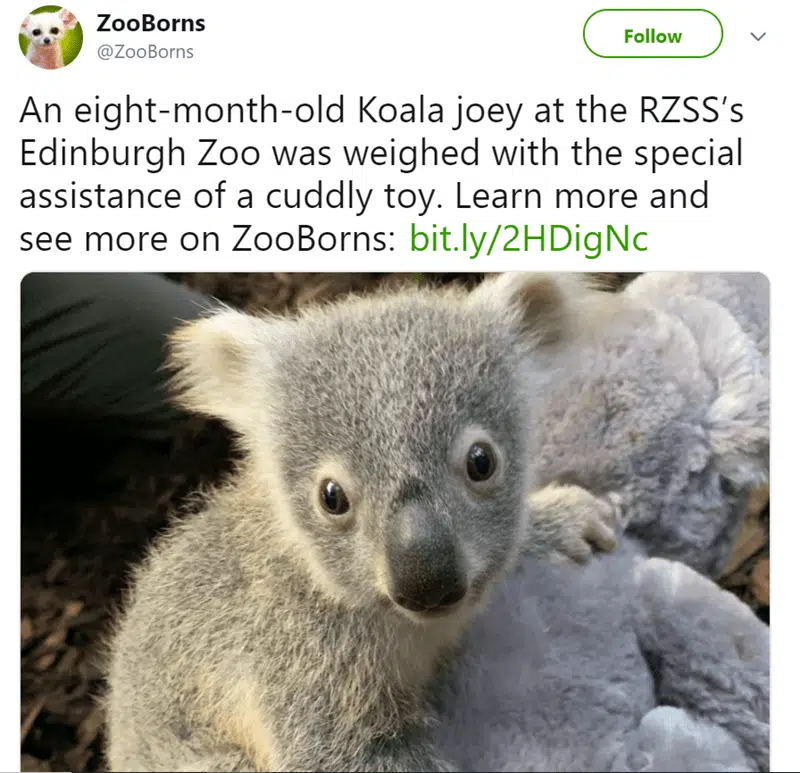 ZooBorns
@ZooBorns
Follow
An eight-month-old Koala joey at the RZSS’s
Edinburgh Zoo was weighed with the special
assistance of a cuddly toy. Learn more and
see more on ZooBorns: bit.ly/2HDigNc